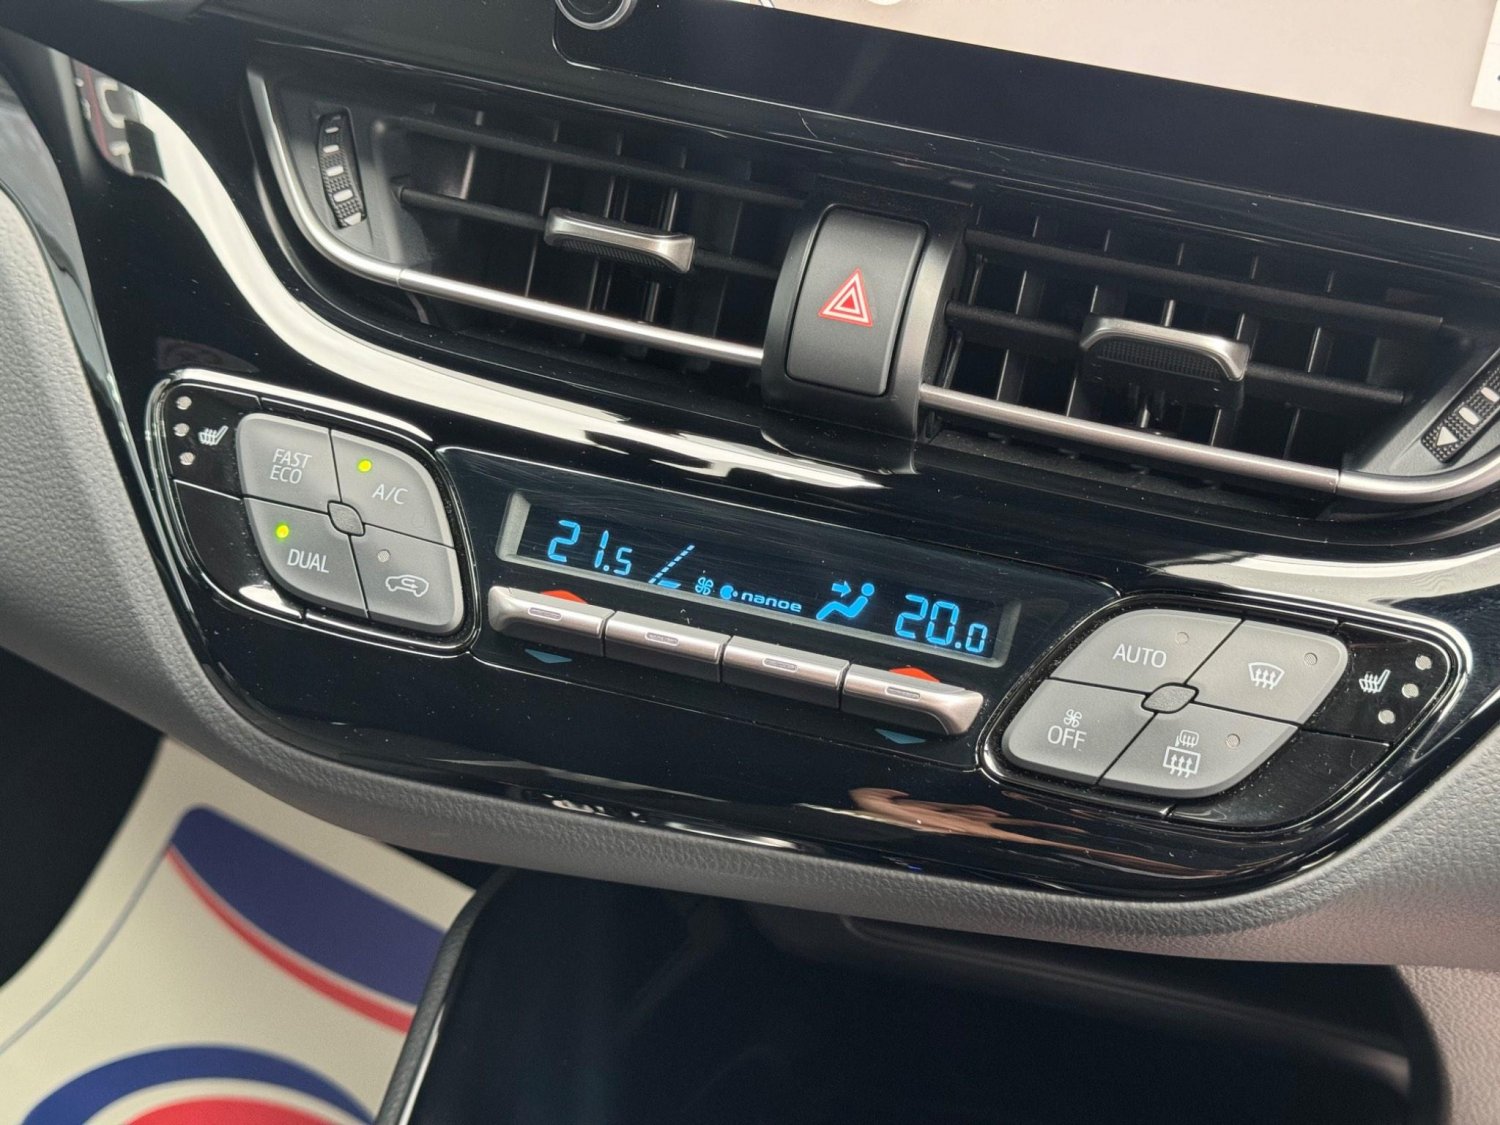 FAST
ECO
A/C
DUAL
21.5
nanoe
20.0
AUTO
OFF